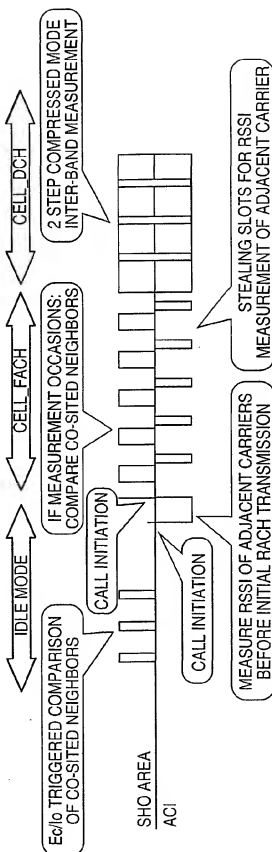 IDLE MODE
CELL_FACH
CELL_DCH
Ec/Io TRIGGERED COMPARISON
OF CO-SITED NEIGHBORS
IF MEASUREMENT OCCASIONS:
COMPARE CO-SITED NEIGHBORS
2 STEP COMPRESSED MODE
INTER-BAND MEASUREMENT
CALL INITIATION
SHO AREA
ACI
CALL INITIATION
MEASURE RSSI OF ADJACENT CARRIERS
BEFORE INITIAL RACH TRANSMISSION
STEALING SLOTS FOR RSSI
MEASUREMENT OF ADJACENT CARRIER